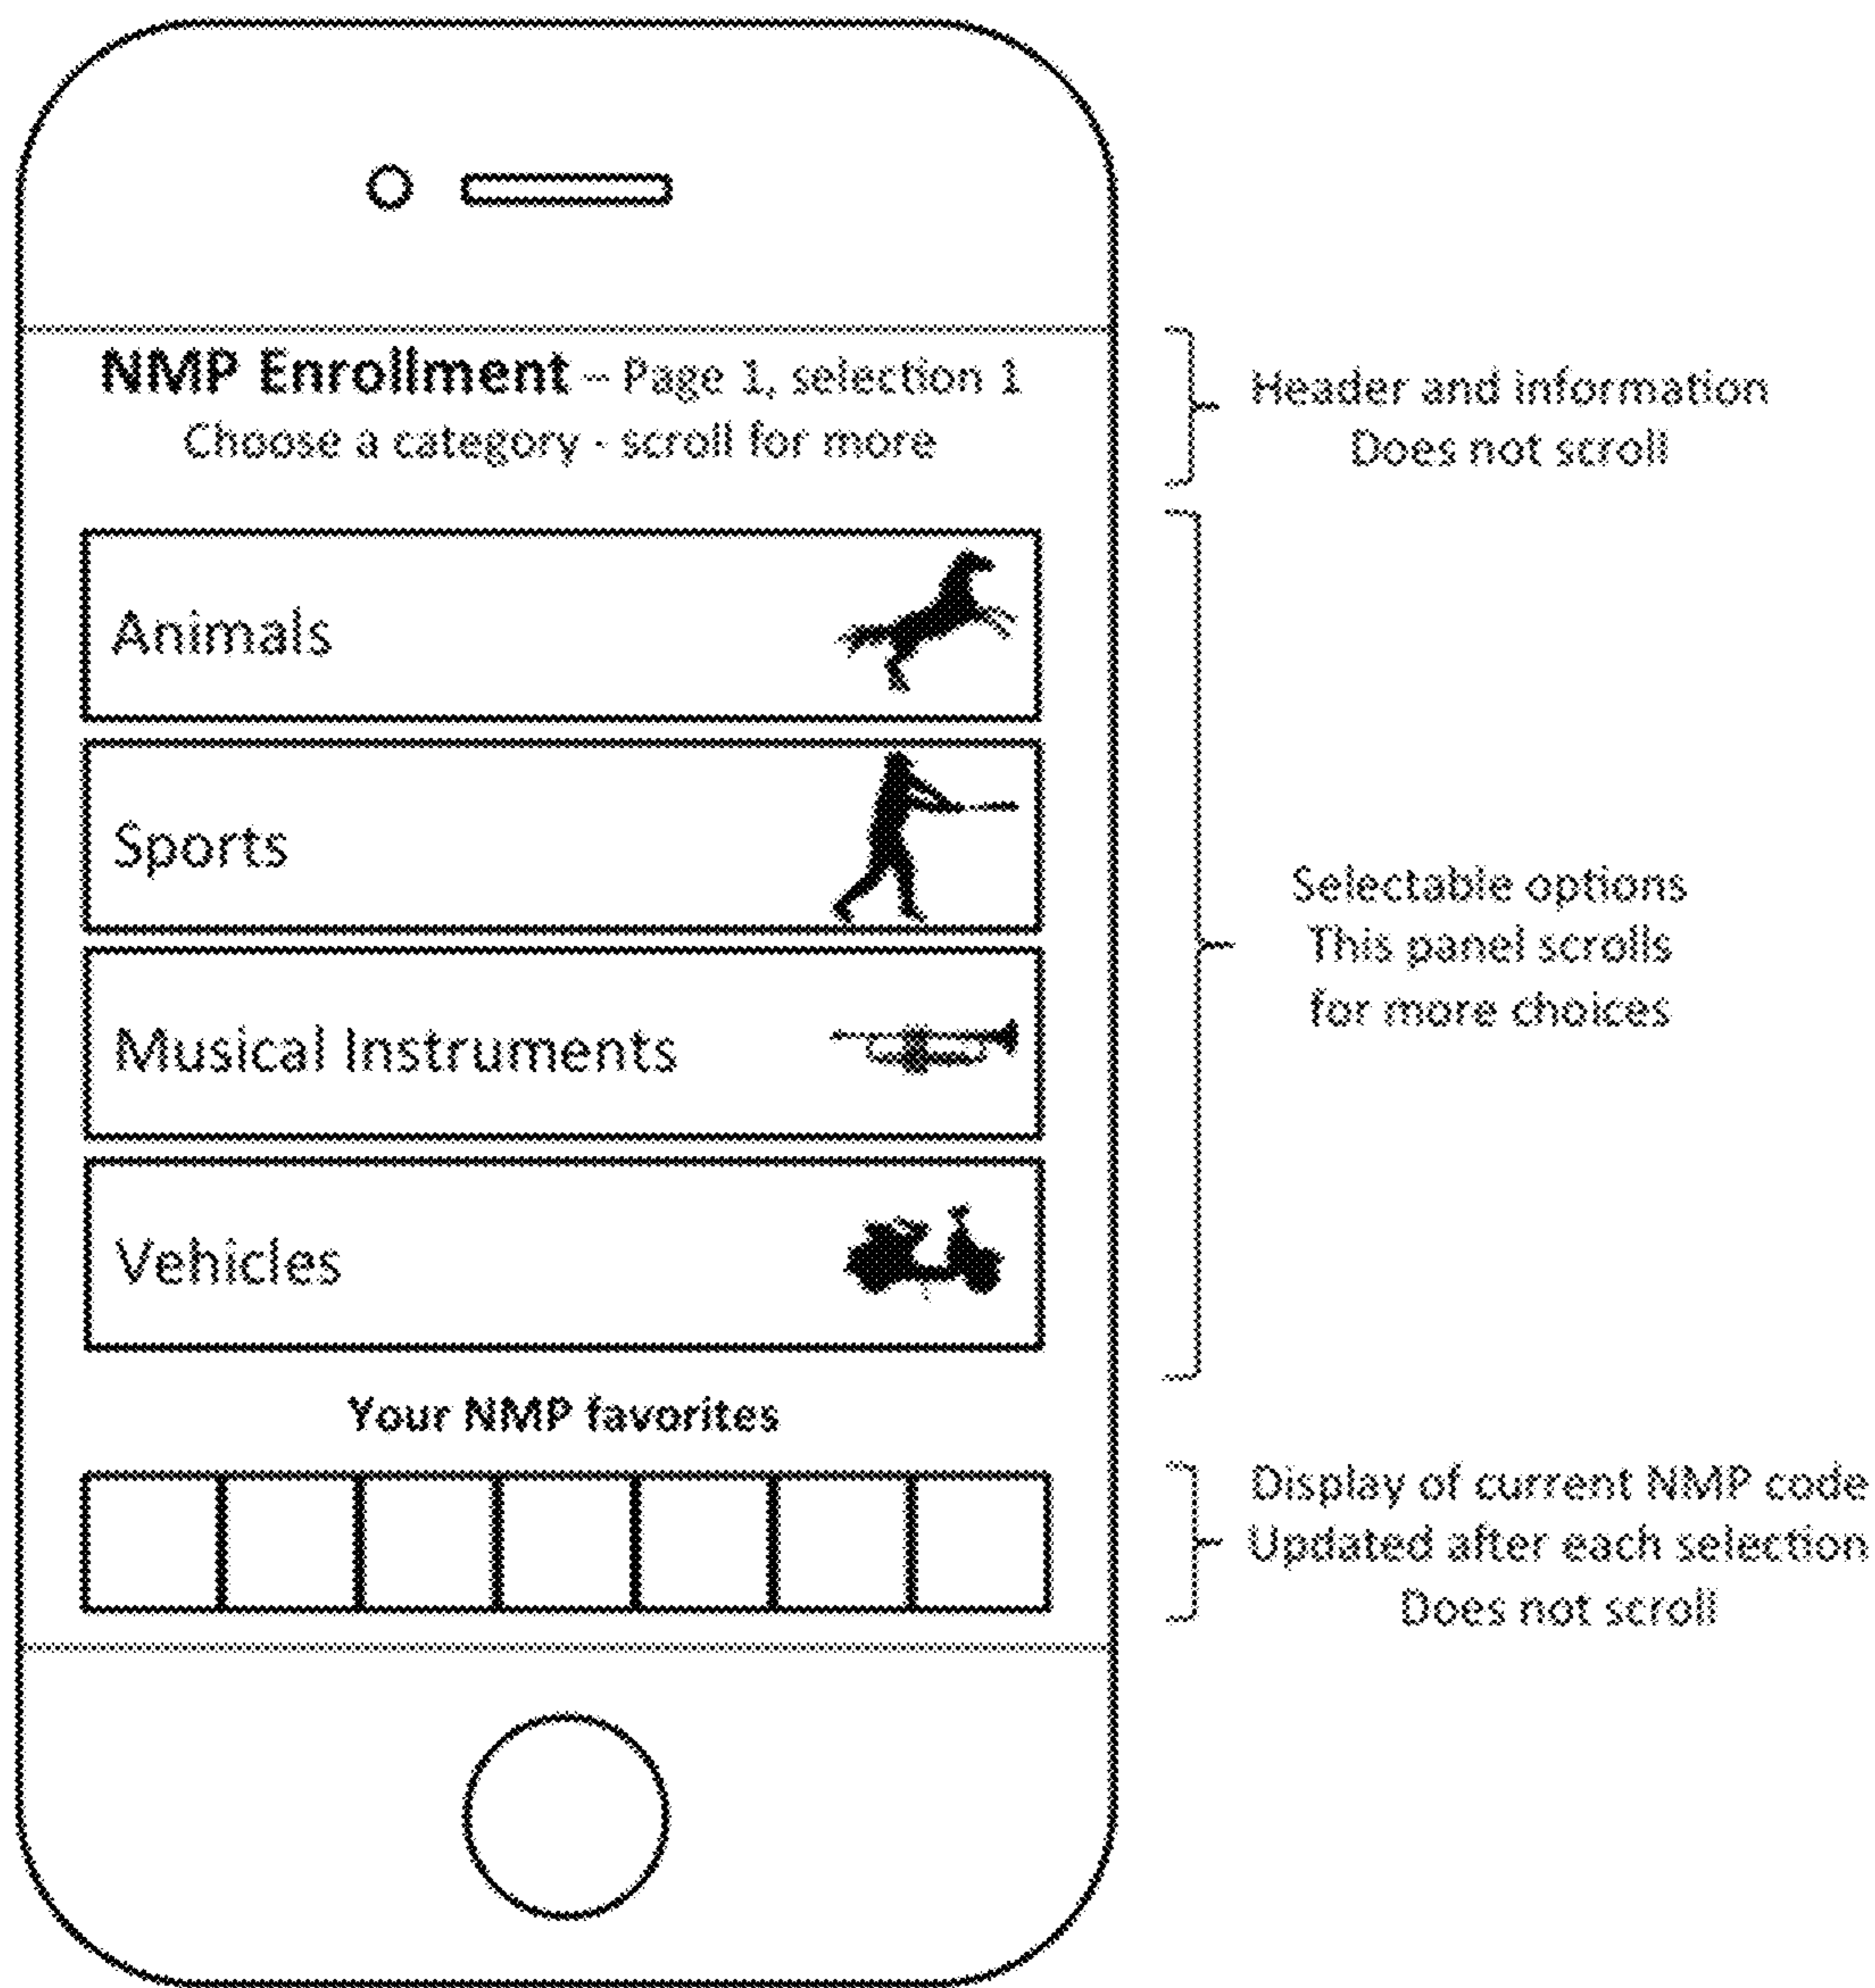 NMP Enrollment – Page 1, selection 1
Choose a category - scroll for more
Header and information
Does not scroll
Animals
Sports
Musical Instruments
Vehicles
Selectable options
This panel scrolls
for more choices
Your NMP favorites
Display of current NMP code
Updated after each selection
Does not scroll